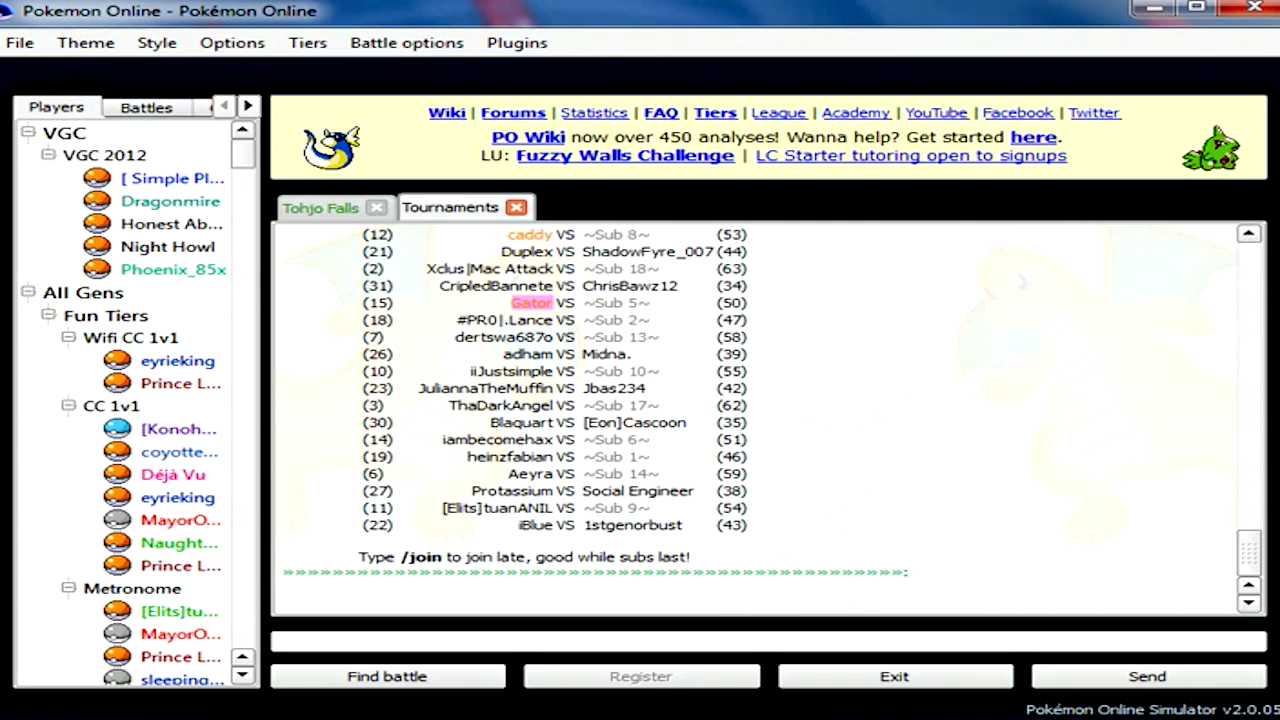 Pokemon Online - Pokémon Online
File Theme Style Options Tiers Battle options Plugins
Players Battles
VGC
VGC 2012
[ Simple Pl...
Dragonmire
Honest Ab...
Night Howl
Phoenix_85x
All Gens
Fun Tiers
Wifi CC 1v1
eyrieking
Prince L...
CC 1v1
[Konoh...
coyotte...
Déjà Vu
eyrieking
MayorO...
Naught...
Prince L...
Metronome
[Elits]tu...
MayorO...
Prince L...
sleeping...
Wiki | Forums | Statistics | FAQ | Tiers | League | Academy | YouTube | Facebook | Twitter
PO Wiki now over 450 analyses! Wanna help? Get started here.
LU: Fuzzy Walls Challenge | LC Starter tutoring open to signups
Tohjo Falls Tournaments
(12) caddy VS ~Sub 8~ (53)
(21) Duplex VS ShadowFyre_007 (44)
(2) Xclus|Mac Attack VS ~Sub 18~ (63)
(31) CripledBannete VS ChrisBawz12 (34)
(15) Gator VS ~Sub 5~ (50)
(18) #PR0|.Lance VS ~Sub 2~ (47)
(7) dertswa687o VS ~Sub 13~ (58)
(26) adham VS Midna. (39)
(10) iiJustsimple VS ~Sub 10~ (55)
(23) JuliannaTheMuffin VS Jbas234 (42)
(3) ThaDarkAngel VS ~Sub 17~ (62)
(30) Blaquart VS [Eon]Cascoon (35)
(14) iambecomehax VS ~Sub 6~ (51)
(19) heinzfabian VS ~Sub 1~ (46)
(6) Aeyra VS ~Sub 14~ (59)
(27) Protassium VS Social Engineer (38)
(11) [Elits]tuanANIL VS ~Sub 9~ (54)
(22) iBlue VS 1stgenorbust (43)
Type /join to join late, good while subs last!
Find battle Register Exit Send
Pokémon Online Simulator v2.0.05